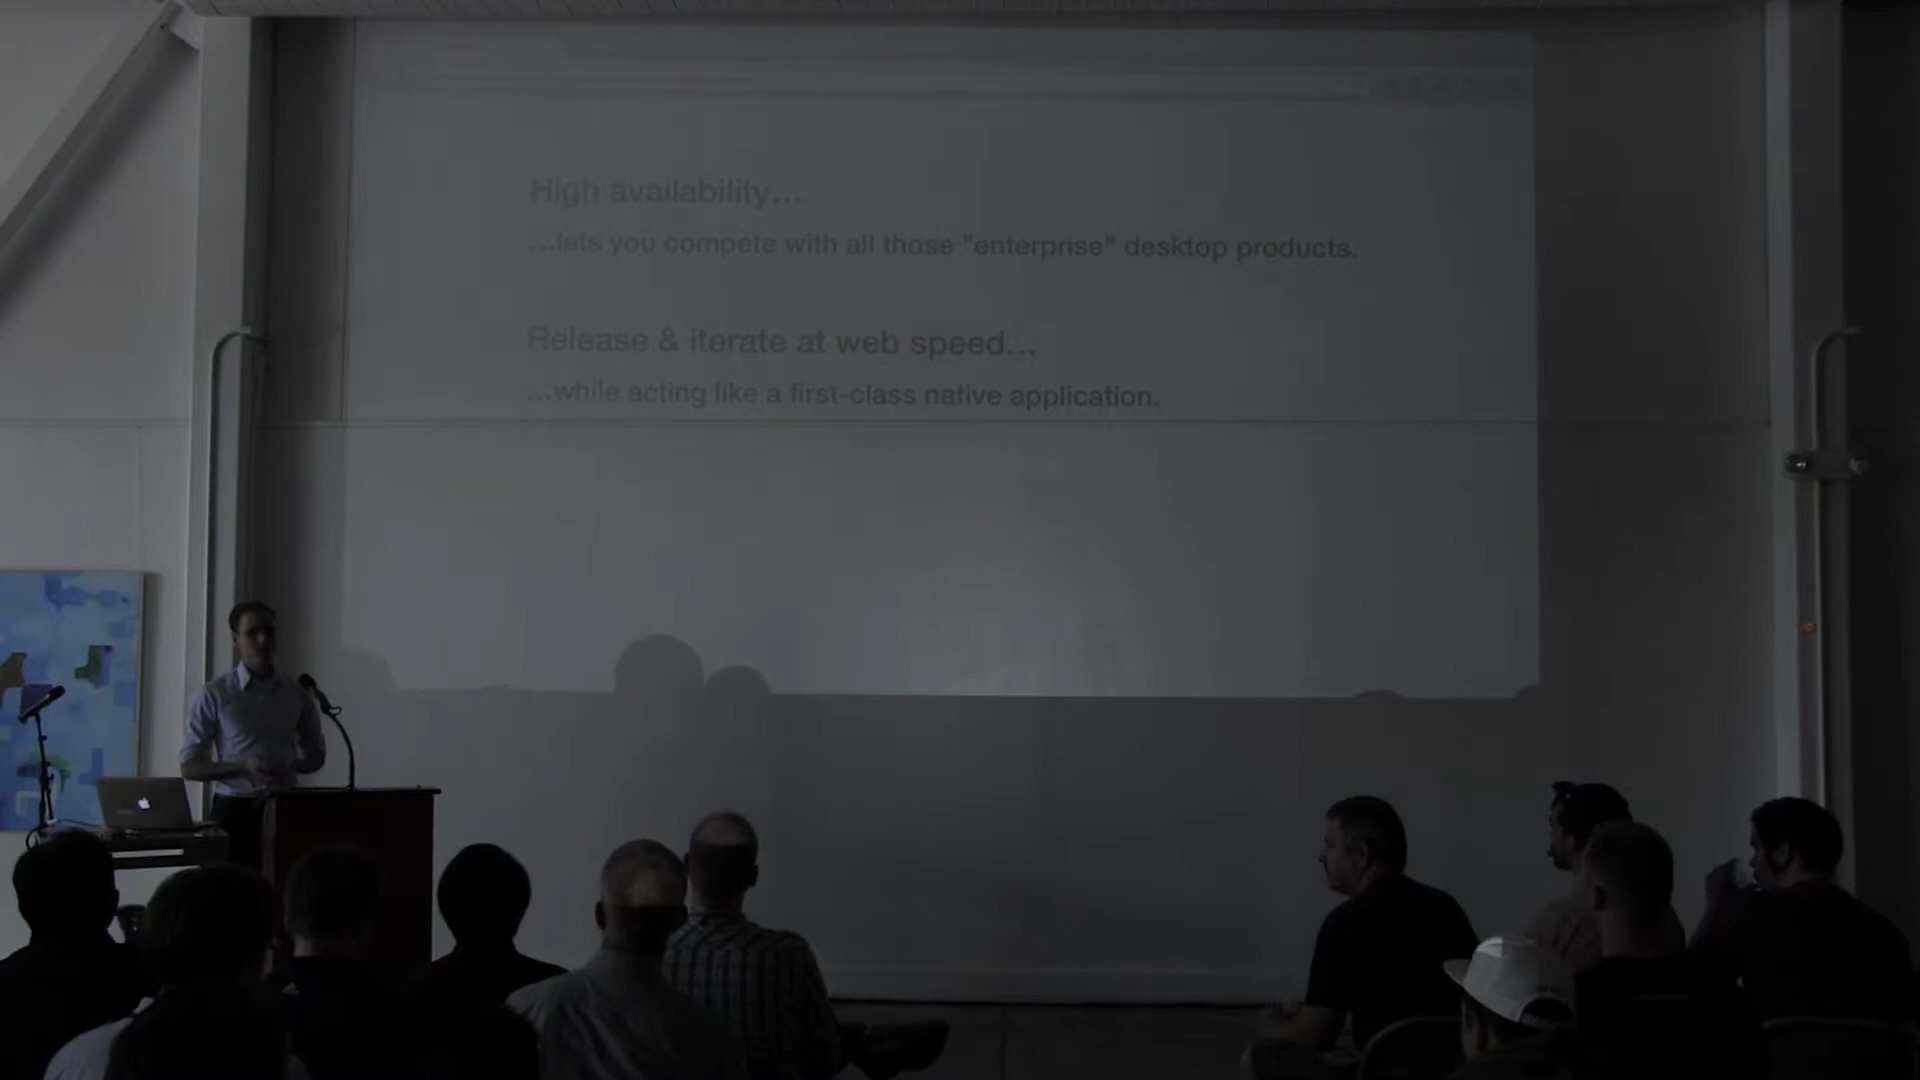 High availability...
...lets you compete with all those "enterprise" desktop products.
Release & iterate at web speed...
...while acting like a first-class native application.